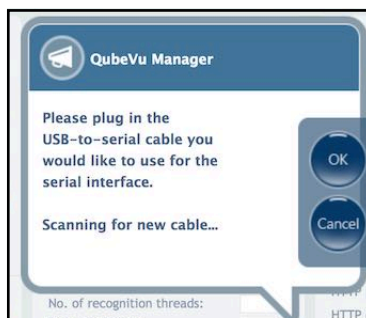 QubeVu Manager
Please plug in the
USB-to-serial cable you
would like to use for the
serial interface.
OK
Scanning for new cable...
Cancel
No. of recognition threads:
HTTP
HTTP